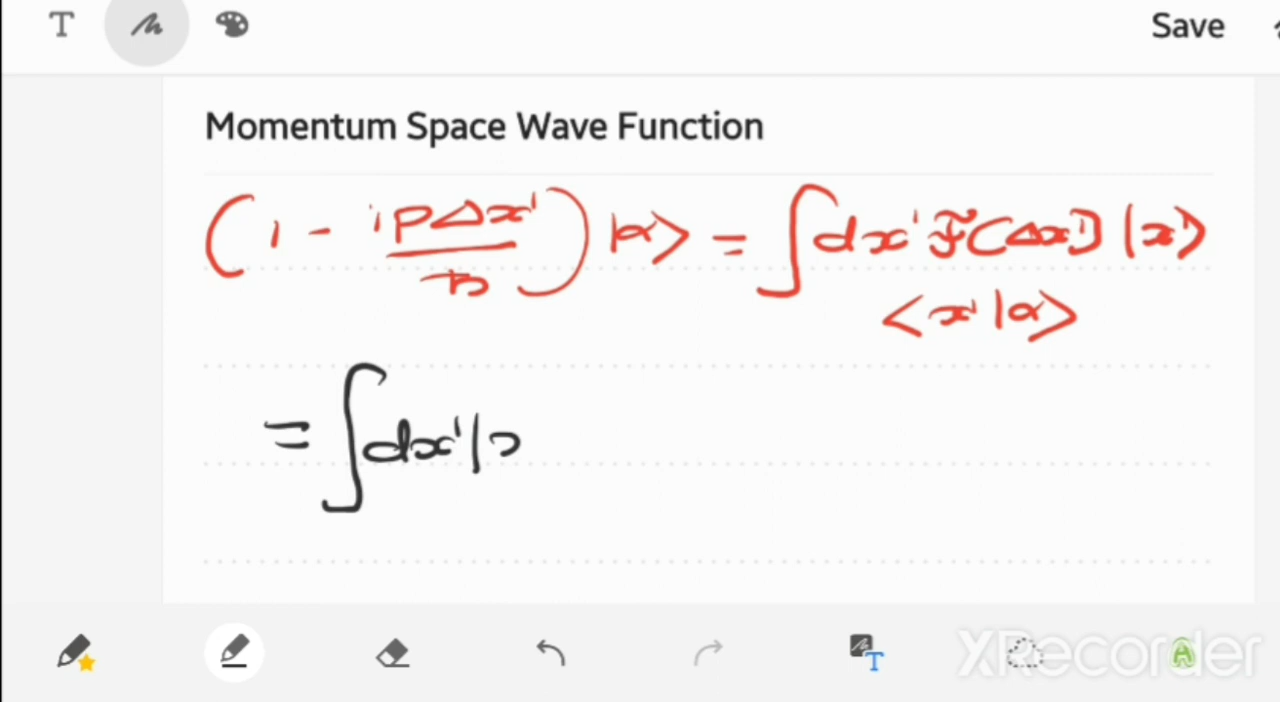 T Save
Momentum Space Wave Function
(1 - ipΔx'/ħ) |α> = ∫dx' 𝒯(Δx') |x'>
<x'|α>
= ∫dx'|
T XRecorder